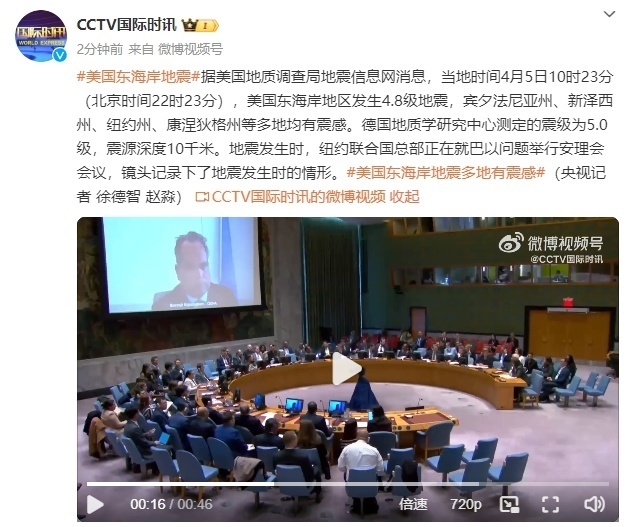 国际时讯
WORLD EXPRESS
CCTV国际时讯
2分钟前 来自 微博视频号
#美国东海岸地震#据美国地质调查局地震信息网消息，当地时间4月5日10时23分
（北京时间22时23分），美国东海岸地区发生4.8级地震，宾夕法尼亚州、新泽西
州、纽约州、康涅狄格州等多地均有震感。德国地质学研究中心测定的震级为5.0
级，震源深度10千米。地震发生时，纽约联合国总部正在就巴以问题举行安理会
会议，镜头记录下了地震发生时的情形。#美国东海岸地震多地有震感#（央视记
者 徐德智 赵淼） CCTV国际时讯的微博视频 收起
微博视频号
@CCTV国际时讯
00:16 / 00:46
倍速
720p